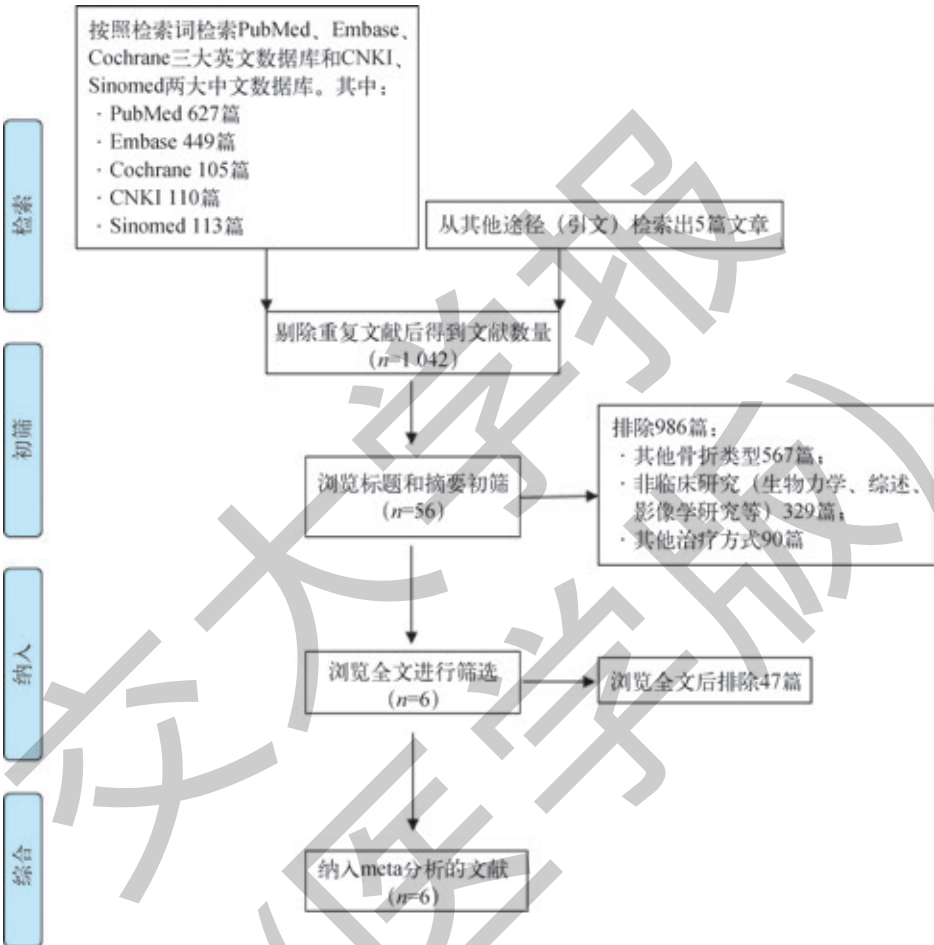 按照检索词检索PubMed、Embase、
Cochrane三大英文数据库和CNKI、
Sinomed两大中文数据库。其中：
· PubMed 627篇
· Embase 449篇
· Cochrane 105篇
· CNKI 110篇
· Sinomed 113篇
从其他途径（引文）检索出5篇文章
检索
剔除重复文献后得到文献数量
(n=1 042)
初筛
浏览标题和摘要初筛
(n=56)
排除986篇：
· 其他骨折类型567篇；
· 非临床研究（生物力学、综述、
影像学研究等）329篇；
· 其他治疗方式90篇
纳入
浏览全文进行筛选
(n=6)
浏览全文后排除47篇
综合
纳入meta分析的文献
(n=6)
交大学报
（医学版）